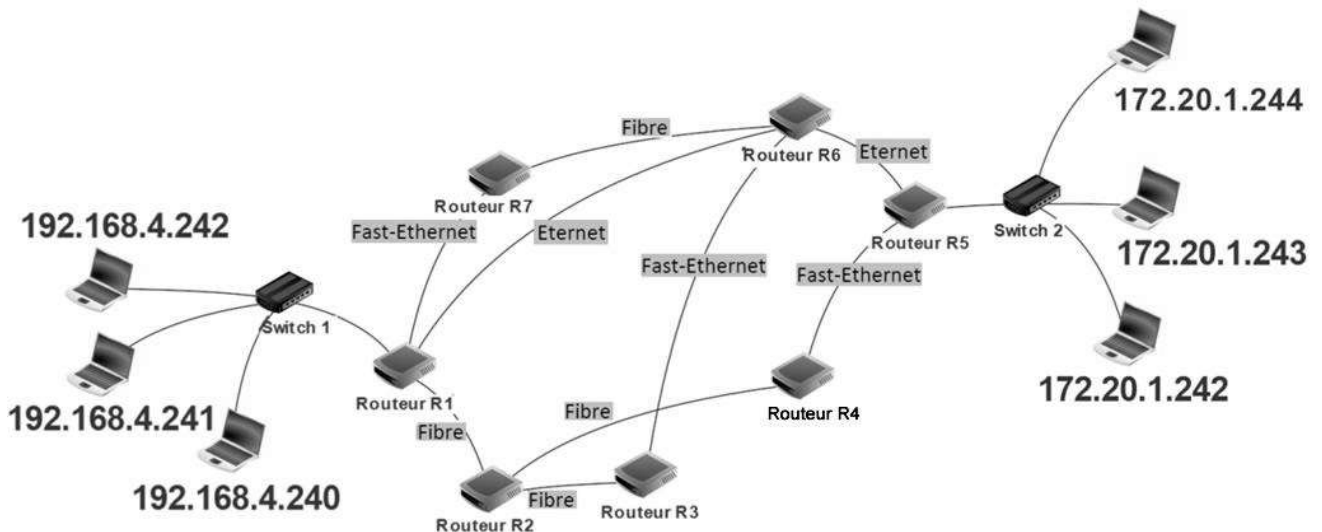 172.20.1.244
Fibre
Routeur R6
Eternet
Routeur R7
192.168.4.242
Fast-Ethernet
Eternet
Routeur R5
Switch 2
172.20.1.243
Fast-Ethernet
Fast-Ethernet
Switch 1
172.20.1.242
Routeur R1
192.168.4.241
Fibre
Routeur R4
Fibre
192.168.4.240
Fibre
Routeur R3
Routeur R2